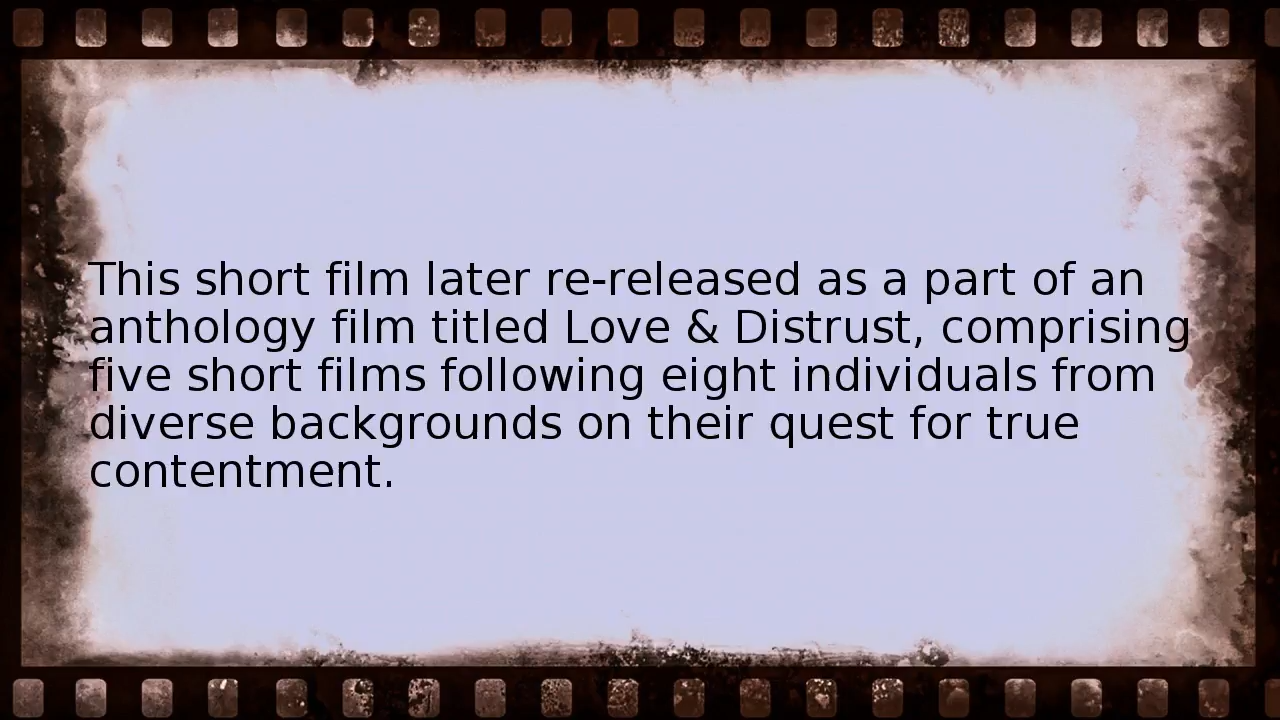 This short film later re-released as a part of an
anthology film titled Love & Distrust, comprising
five short films following eight individuals from
diverse backgrounds on their quest for true
contentment.